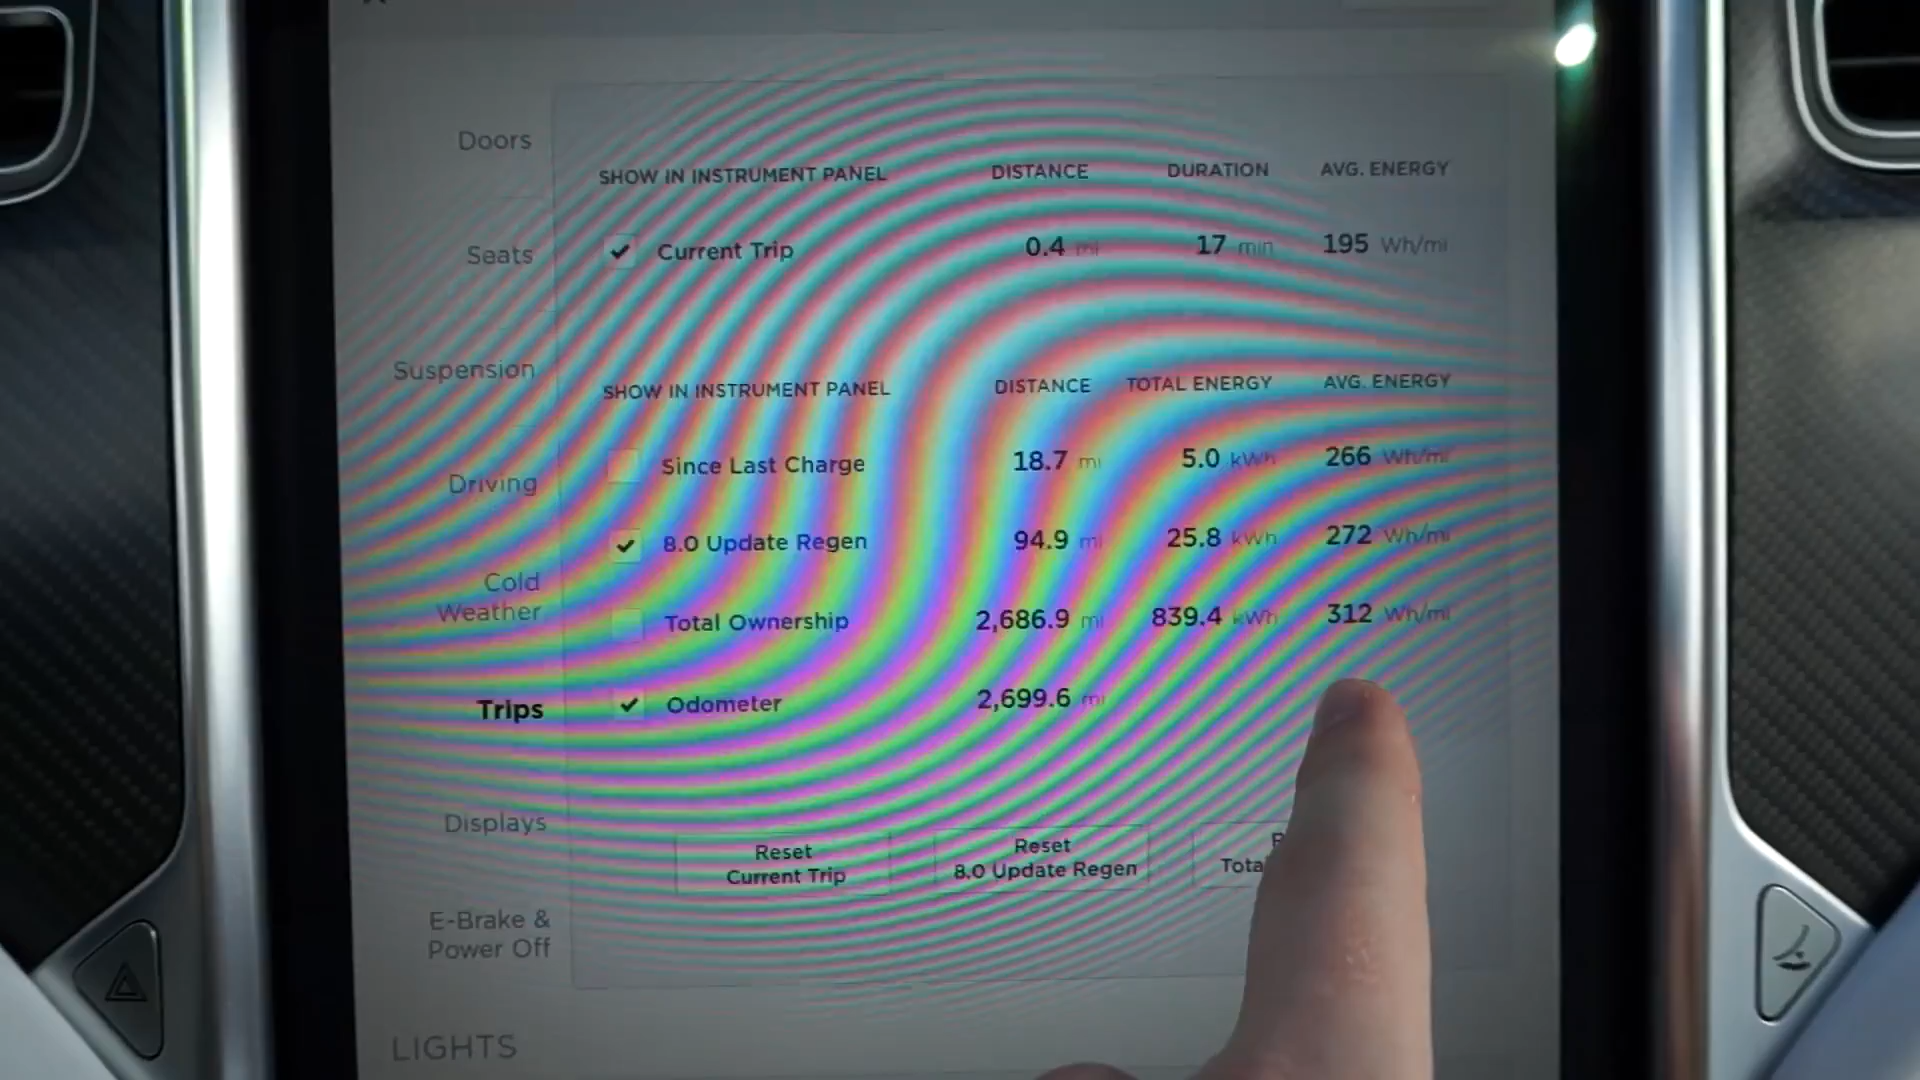 Doors
Seats
Suspension
Driving
Cold
Weather
Trips
Displays
E-Brake &
Power Off
LIGHTS
SHOW IN INSTRUMENT PANEL DISTANCE DURATION AVG. ENERGY
Current Trip 0.4 mi 17 min 195 Wh/mi
SHOW IN INSTRUMENT PANEL DISTANCE TOTAL ENERGY AVG. ENERGY
Since Last Charge 18.7 mi 5.0 kWh 266 Wh/mi
8.0 Update Regen 94.9 mi 25.8 kWh 272 Wh/mi
Total Ownership 2,686.9 mi 839.4 kWh 312 Wh/mi
Odometer 2,699.6 mi
Reset
Current Trip
Reset
8.0 Update Regen